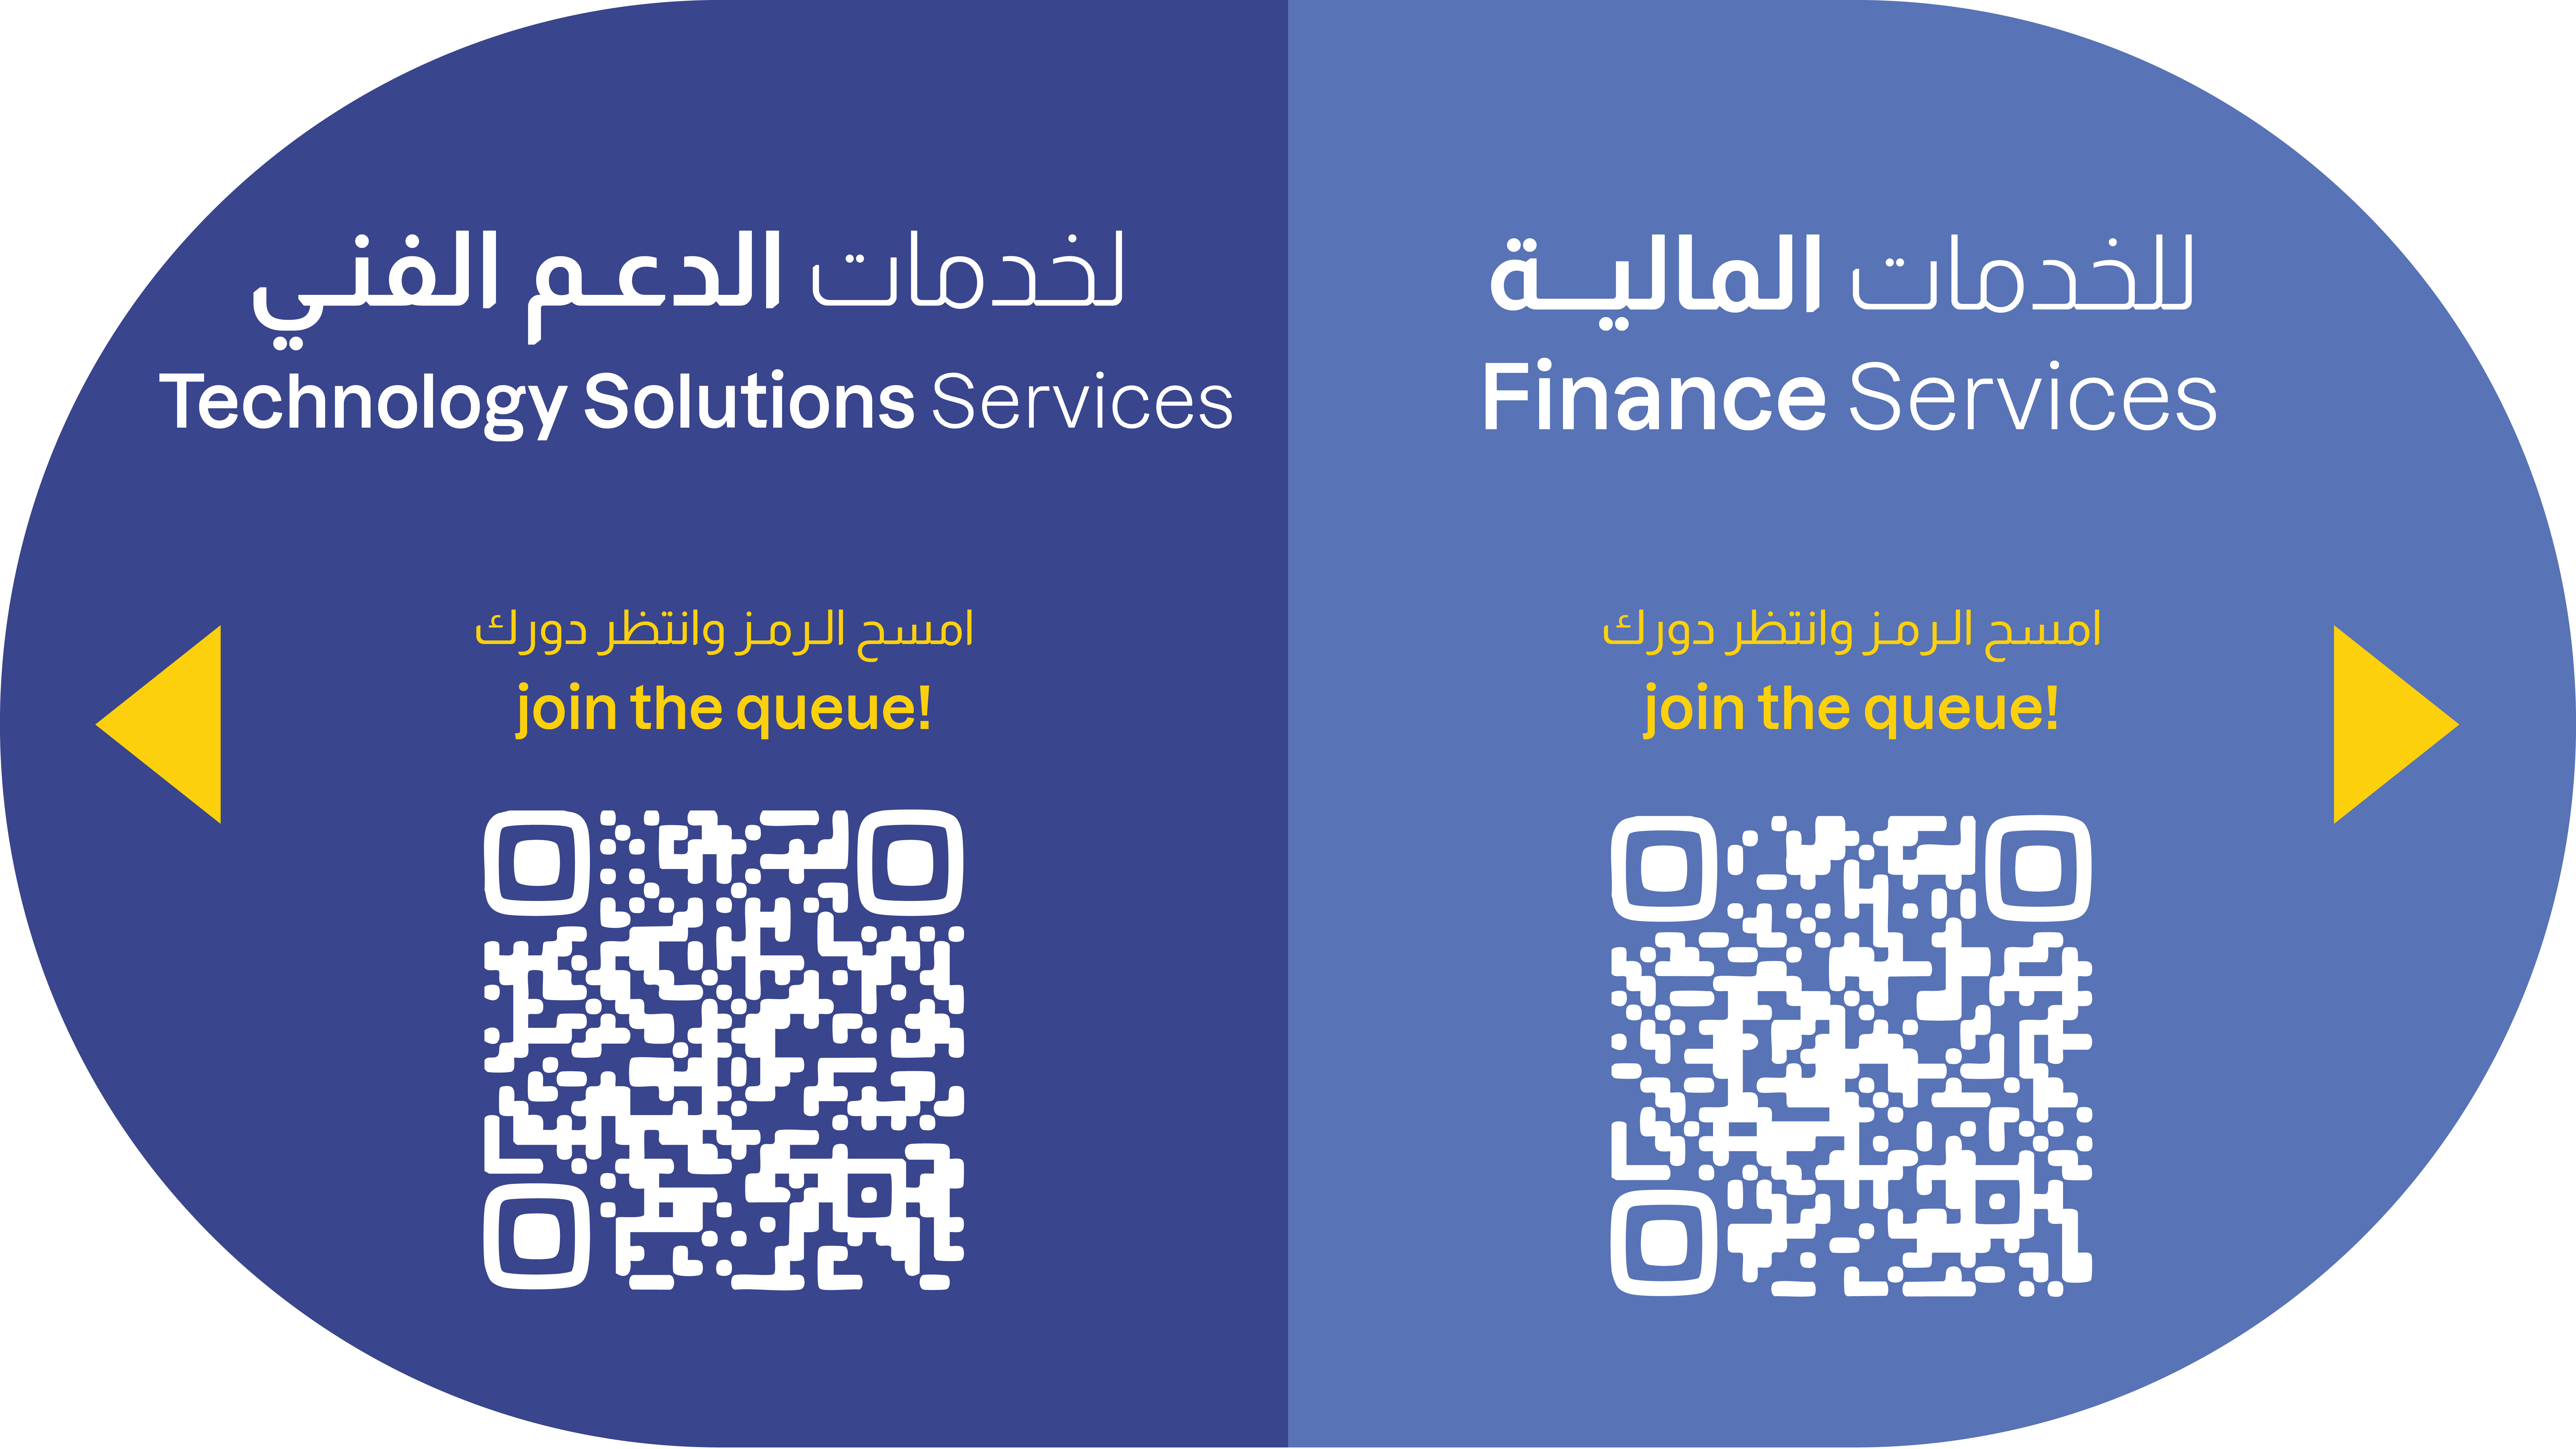 لخدمات الدعم الفني
Technology Solutions Services
امسح الرمز وانتظر دورك
join the queue!
للخدمات المالية
Finance Services
امسح الرمز وانتظر دورك
join the queue!